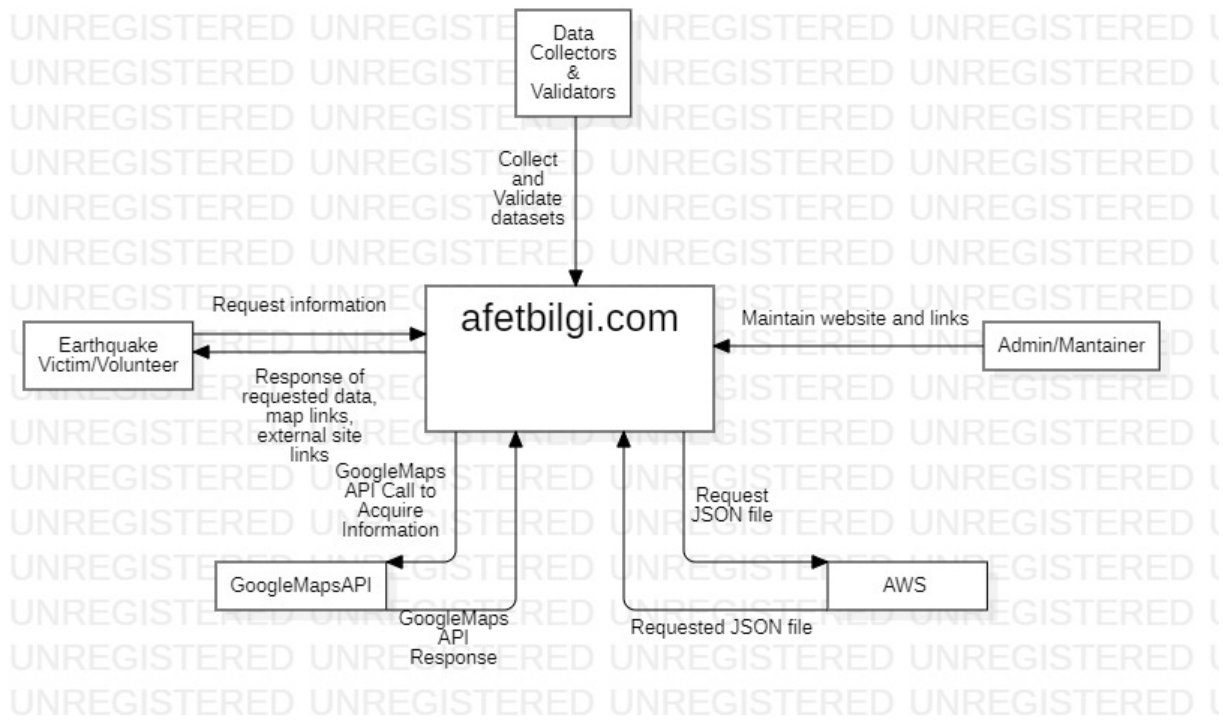 UNREGISTERED
Data
Collectors
&
Validators
Collect
and
Validate
datasets
afetbilgi.com
Request information
Earthquake
Victim/Volunteer
Response of
requested data,
map links,
external site
links
Maintain website and links
Admin/Mantainer
GoogleMaps
API Call to
Acquire
Information
Request
JSON file
GoogleMapsAPI
AWS
GoogleMaps
API
Response
Requested JSON file